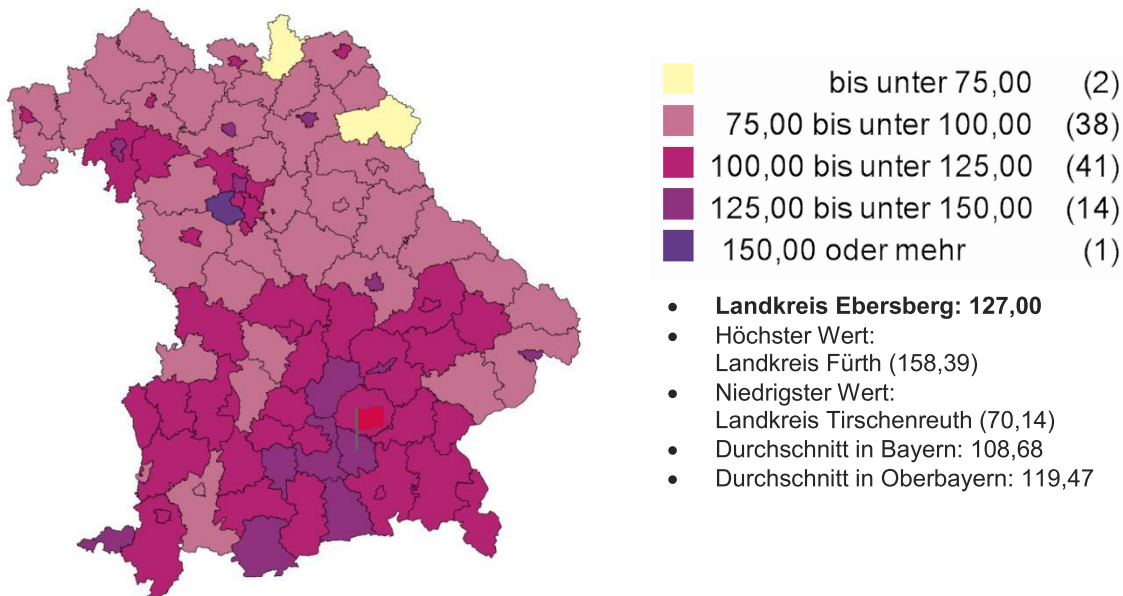 bis unter 75,00 (2)
75,00 bis unter 100,00 (38)
100,00 bis unter 125,00 (41)
125,00 bis unter 150,00 (14)
150,00 oder mehr (1)
• Landkreis Ebersberg: 127,00
• Höchster Wert:
Landkreis Fürth (158,39)
• Niedrigster Wert:
Landkreis Tirschenreuth (70,14)
• Durchschnitt in Bayern: 108,68
• Durchschnitt in Oberbayern: 119,47